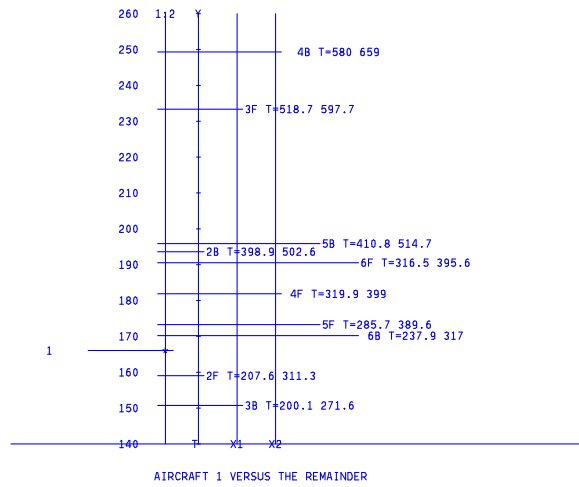 260 1:2 Y
250 4B T=580 659
240
3F T=518.7 597.7
230
220
210
200
5B T=410.8 514.7
2B T=398.9 502.6
190 6F T=316.5 395.6
180 4F T=319.9 399
5F T=285.7 389.6
170 6B T=237.9 317
1
160 2F T=207.6 311.3
150 3B T=200.1 271.6
140 T X1 X2
AIRCRAFT 1 VERSUS THE REMAINDER